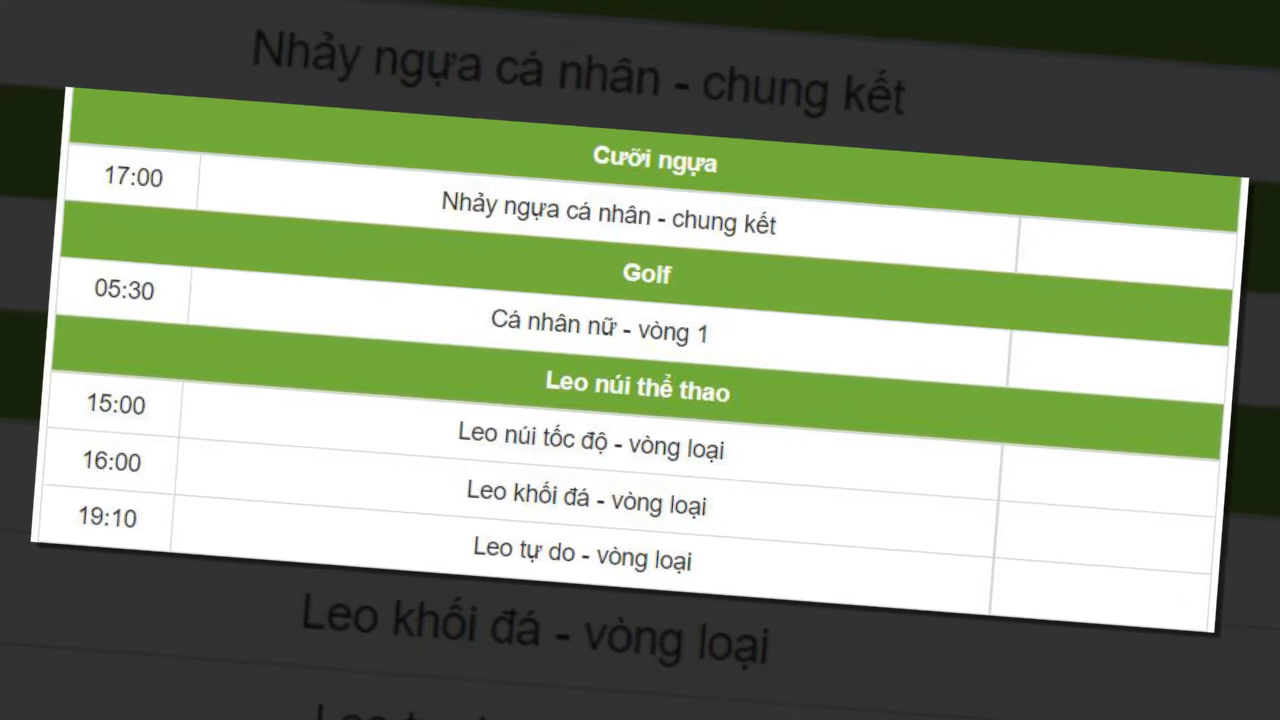 Nhảy ngựa cá nhân - chung kết
Cưỡi ngựa
17:00 Nhảy ngựa cá nhân - chung kết
Golf
05:30 Cá nhân nữ - vòng 1
Leo núi thể thao
15:00 Leo núi tốc độ - vòng loại
16:00 Leo khối đá - vòng loại
19:10 Leo tự do - vòng loại
Leo khối đá - vòng loại